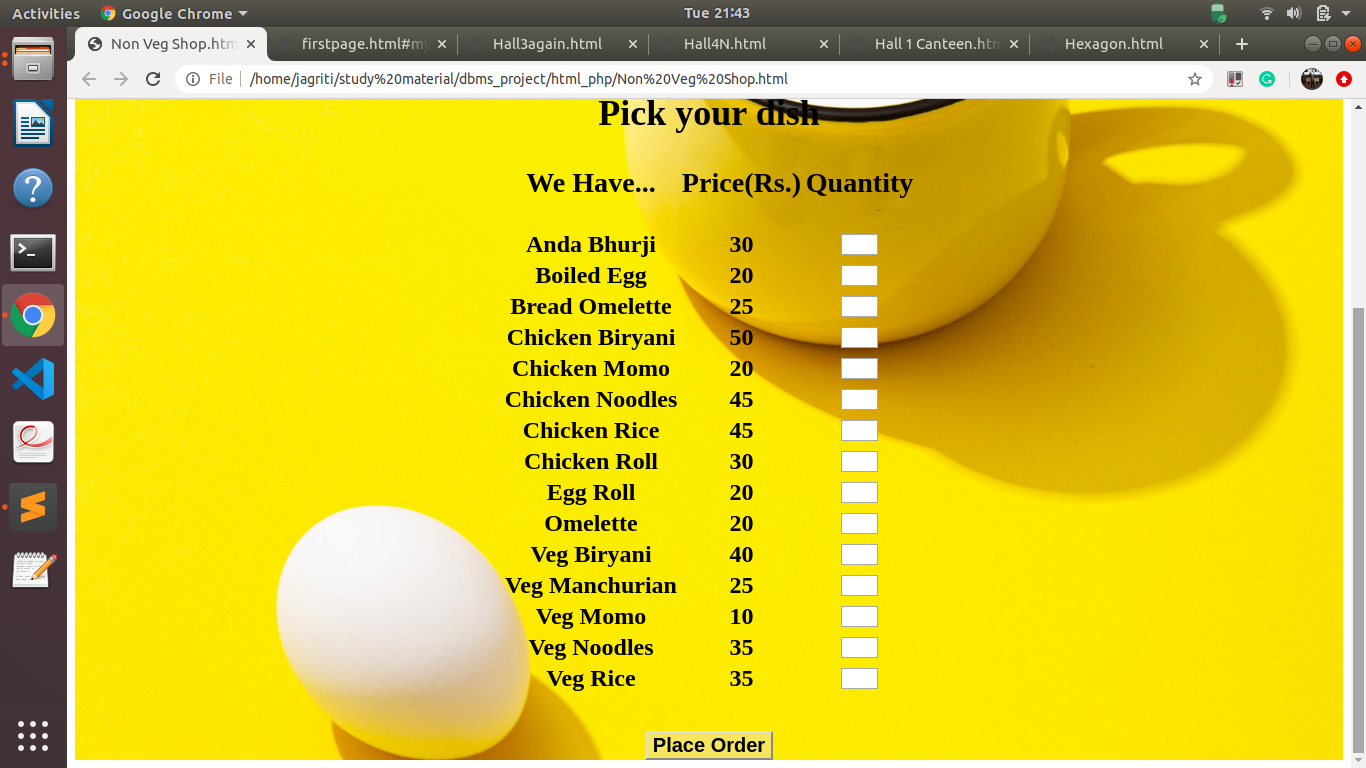 Activities Google Chrome Tue 21:43
Non Veg Shop.htm firstpage.html#my Hall3again.html Hall4N.html Hall 1 Canteen.htm Hexagon.html
File /home/jagriti/study%20material/dbms_project/html_php/Non%20Veg%20Shop.html
Pick your dish
We Have... Price(Rs.) Quantity
Anda Bhurji 30
Boiled Egg 20
Bread Omelette 25
Chicken Biryani 50
Chicken Momo 20
Chicken Noodles 45
Chicken Rice 45
Chicken Roll 30
Egg Roll 20
Omelette 20
Veg Biryani 40
Veg Manchurian 25
Veg Momo 10
Veg Noodles 35
Veg Rice 35
Place Order